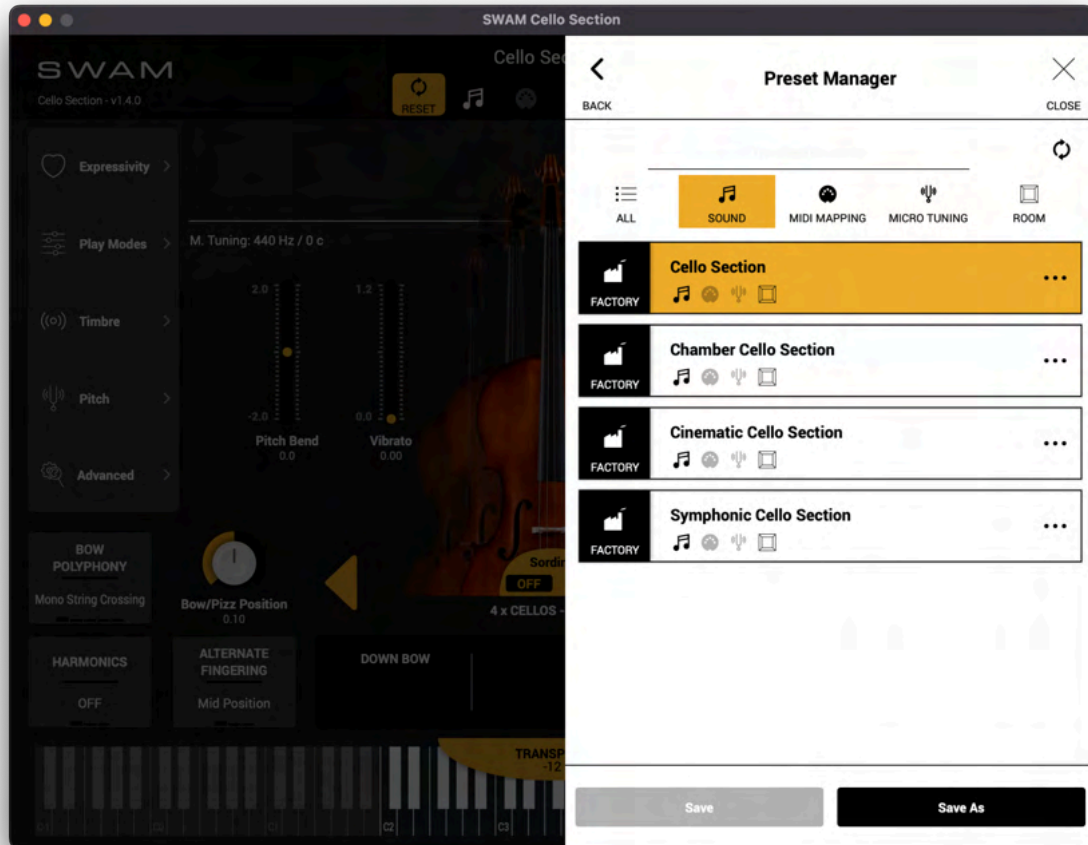 SWAM Cello Section
SWAM
Cello Section - v1.4.0
Cello Sec
RESET
Expressivity
Play Modes
Timbre
Pitch
Advanced
M. Tuning: 440 Hz / 0 c
2.0
1.2
-2.0
0.0
Pitch Bend
0.0
Vibrato
0.00
BOW
POLYPHONY
Mono String Crossing
Bow/Pizz Position
0.10
Sordin
OFF
4 x CELLOS -
HARMONICS
OFF
ALTERNATE
FINGERING
Mid Position
DOWN BOW
TRANSP
-12
C2
C3
BACK
Preset Manager
CLOSE
ALL
SOUND
MIDI MAPPING
MICRO TUNING
ROOM
FACTORY
Cello Section
FACTORY
Chamber Cello Section
FACTORY
Cinematic Cello Section
FACTORY
Symphonic Cello Section
Save
Save As